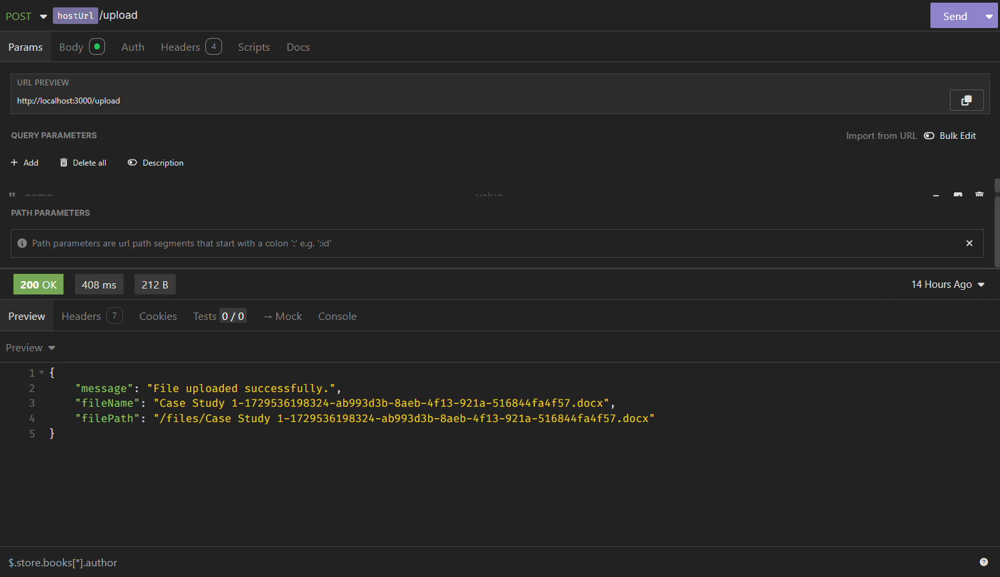 POST hostUrl /upload Send
Params Body Auth Headers 4 Scripts Docs
URL PREVIEW
http://localhost:3000/upload
QUERY PARAMETERS Import from URL Bulk Edit
+ Add Delete all Description
name value
PATH PARAMETERS
Path parameters are url path segments that start with a colon ':' e.g. ':id'
200 OK 408 ms 212 B 14 Hours Ago
Preview Headers 7 Cookies Tests 0 / 0 → Mock Console
Preview
1 {
2 "message": "File uploaded successfully.",
3 "fileName": "Case Study 1-1729536198324-ab993d3b-8aeb-4f13-921a-516844fa4f57.docx",
4 "filePath": "/files/Case Study 1-1729536198324-ab993d3b-8aeb-4f13-921a-516844fa4f57.docx"
5 }
$.store.books[*].author